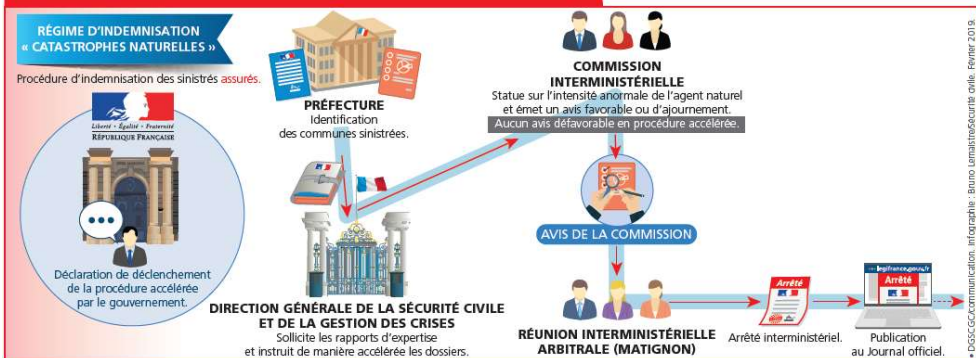 RÉGIME D'INDEMNISATION
« CATASTROPHES NATURELLES »
Procédure d'indemnisation des sinistrés assurés.
Liberté • Égalité • Fraternité
RÉPUBLIQUE FRANÇAISE
Déclaration de déclenchement
de la procédure accélérée
par le gouvernement.
PRÉFECTURE
Identification
des communes sinistrées.
DIRECTION GÉNÉRALE DE LA SÉCURITÉ CIVILE
ET DE LA GESTION DES CRISES
Sollicite les rapports d'expertise
et instruit de manière accélérée les dossiers.
COMMISSION
INTERMINISTÉRIELLE
Statue sur l'intensité anormale de l'agent naturel
et émet un avis favorable ou d'ajournement.
Aucun avis défavorable en procédure accélérée.
AVIS DE LA COMMISSION
RÉUNION INTERMINISTÉRIELLE
ARBITRALE (MATIGNON)
Arrêté
Arrêté interministériel.
legifrance.gouv.fr
Arrêté
Publication
au Journal officiel.
DGSCGC/communication. Infographie : Bruno Lemaistre/Sécurité civile. Février 2019.